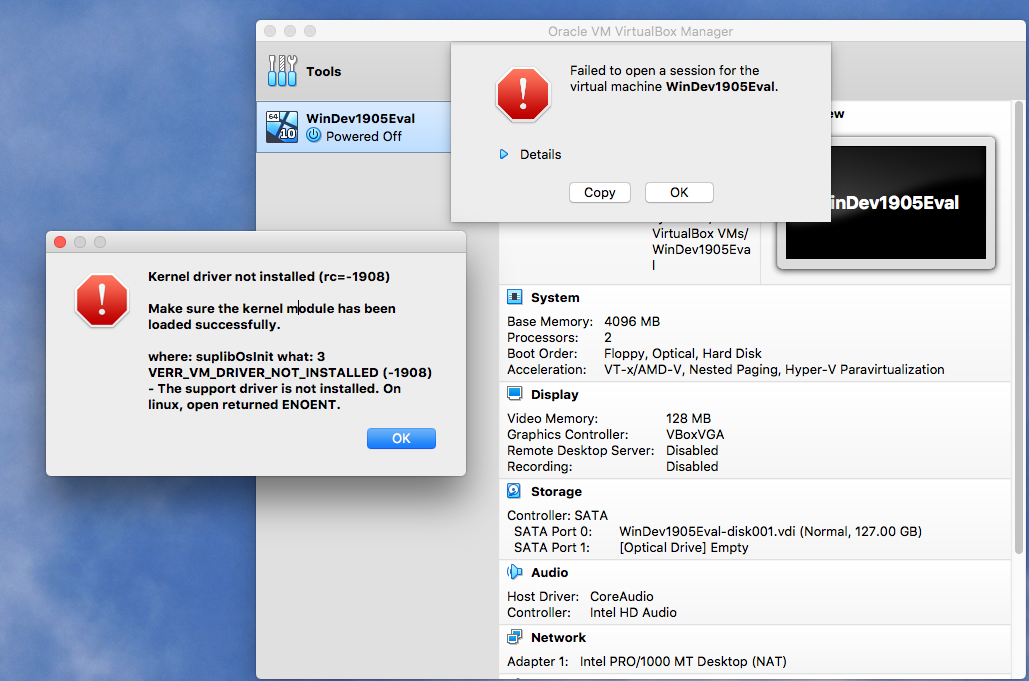 Oracle VM VirtualBox Manager
Tools
64
10
WinDev1905Eval
Powered Off
Failed to open a session for the
virtual machine WinDev1905Eval.
Details
Copy
OK
Kernel driver not installed (rc=-1908)
Make sure the kernel module has been
loaded successfully.
where: suplibOsInit what: 3
VERR_VM_DRIVER_NOT_INSTALLED (-1908)
- The support driver is not installed. On
linux, open returned ENOENT.
OK
ew
inDev1905Eval
VirtualBox VMs/
WinDev1905Eva
l
System
Base Memory: 4096 MB
Processors: 2
Boot Order: Floppy, Optical, Hard Disk
Acceleration: VT-x/AMD-V, Nested Paging, Hyper-V Paravirtualization
Display
Video Memory: 128 MB
Graphics Controller: VBoxVGA
Remote Desktop Server: Disabled
Recording: Disabled
Storage
Controller: SATA
SATA Port 0: WinDev1905Eval-disk001.vdi (Normal, 127.00 GB)
SATA Port 1: [Optical Drive] Empty
Audio
Host Driver: CoreAudio
Controller: Intel HD Audio
Network
Adapter 1: Intel PRO/1000 MT Desktop (NAT)